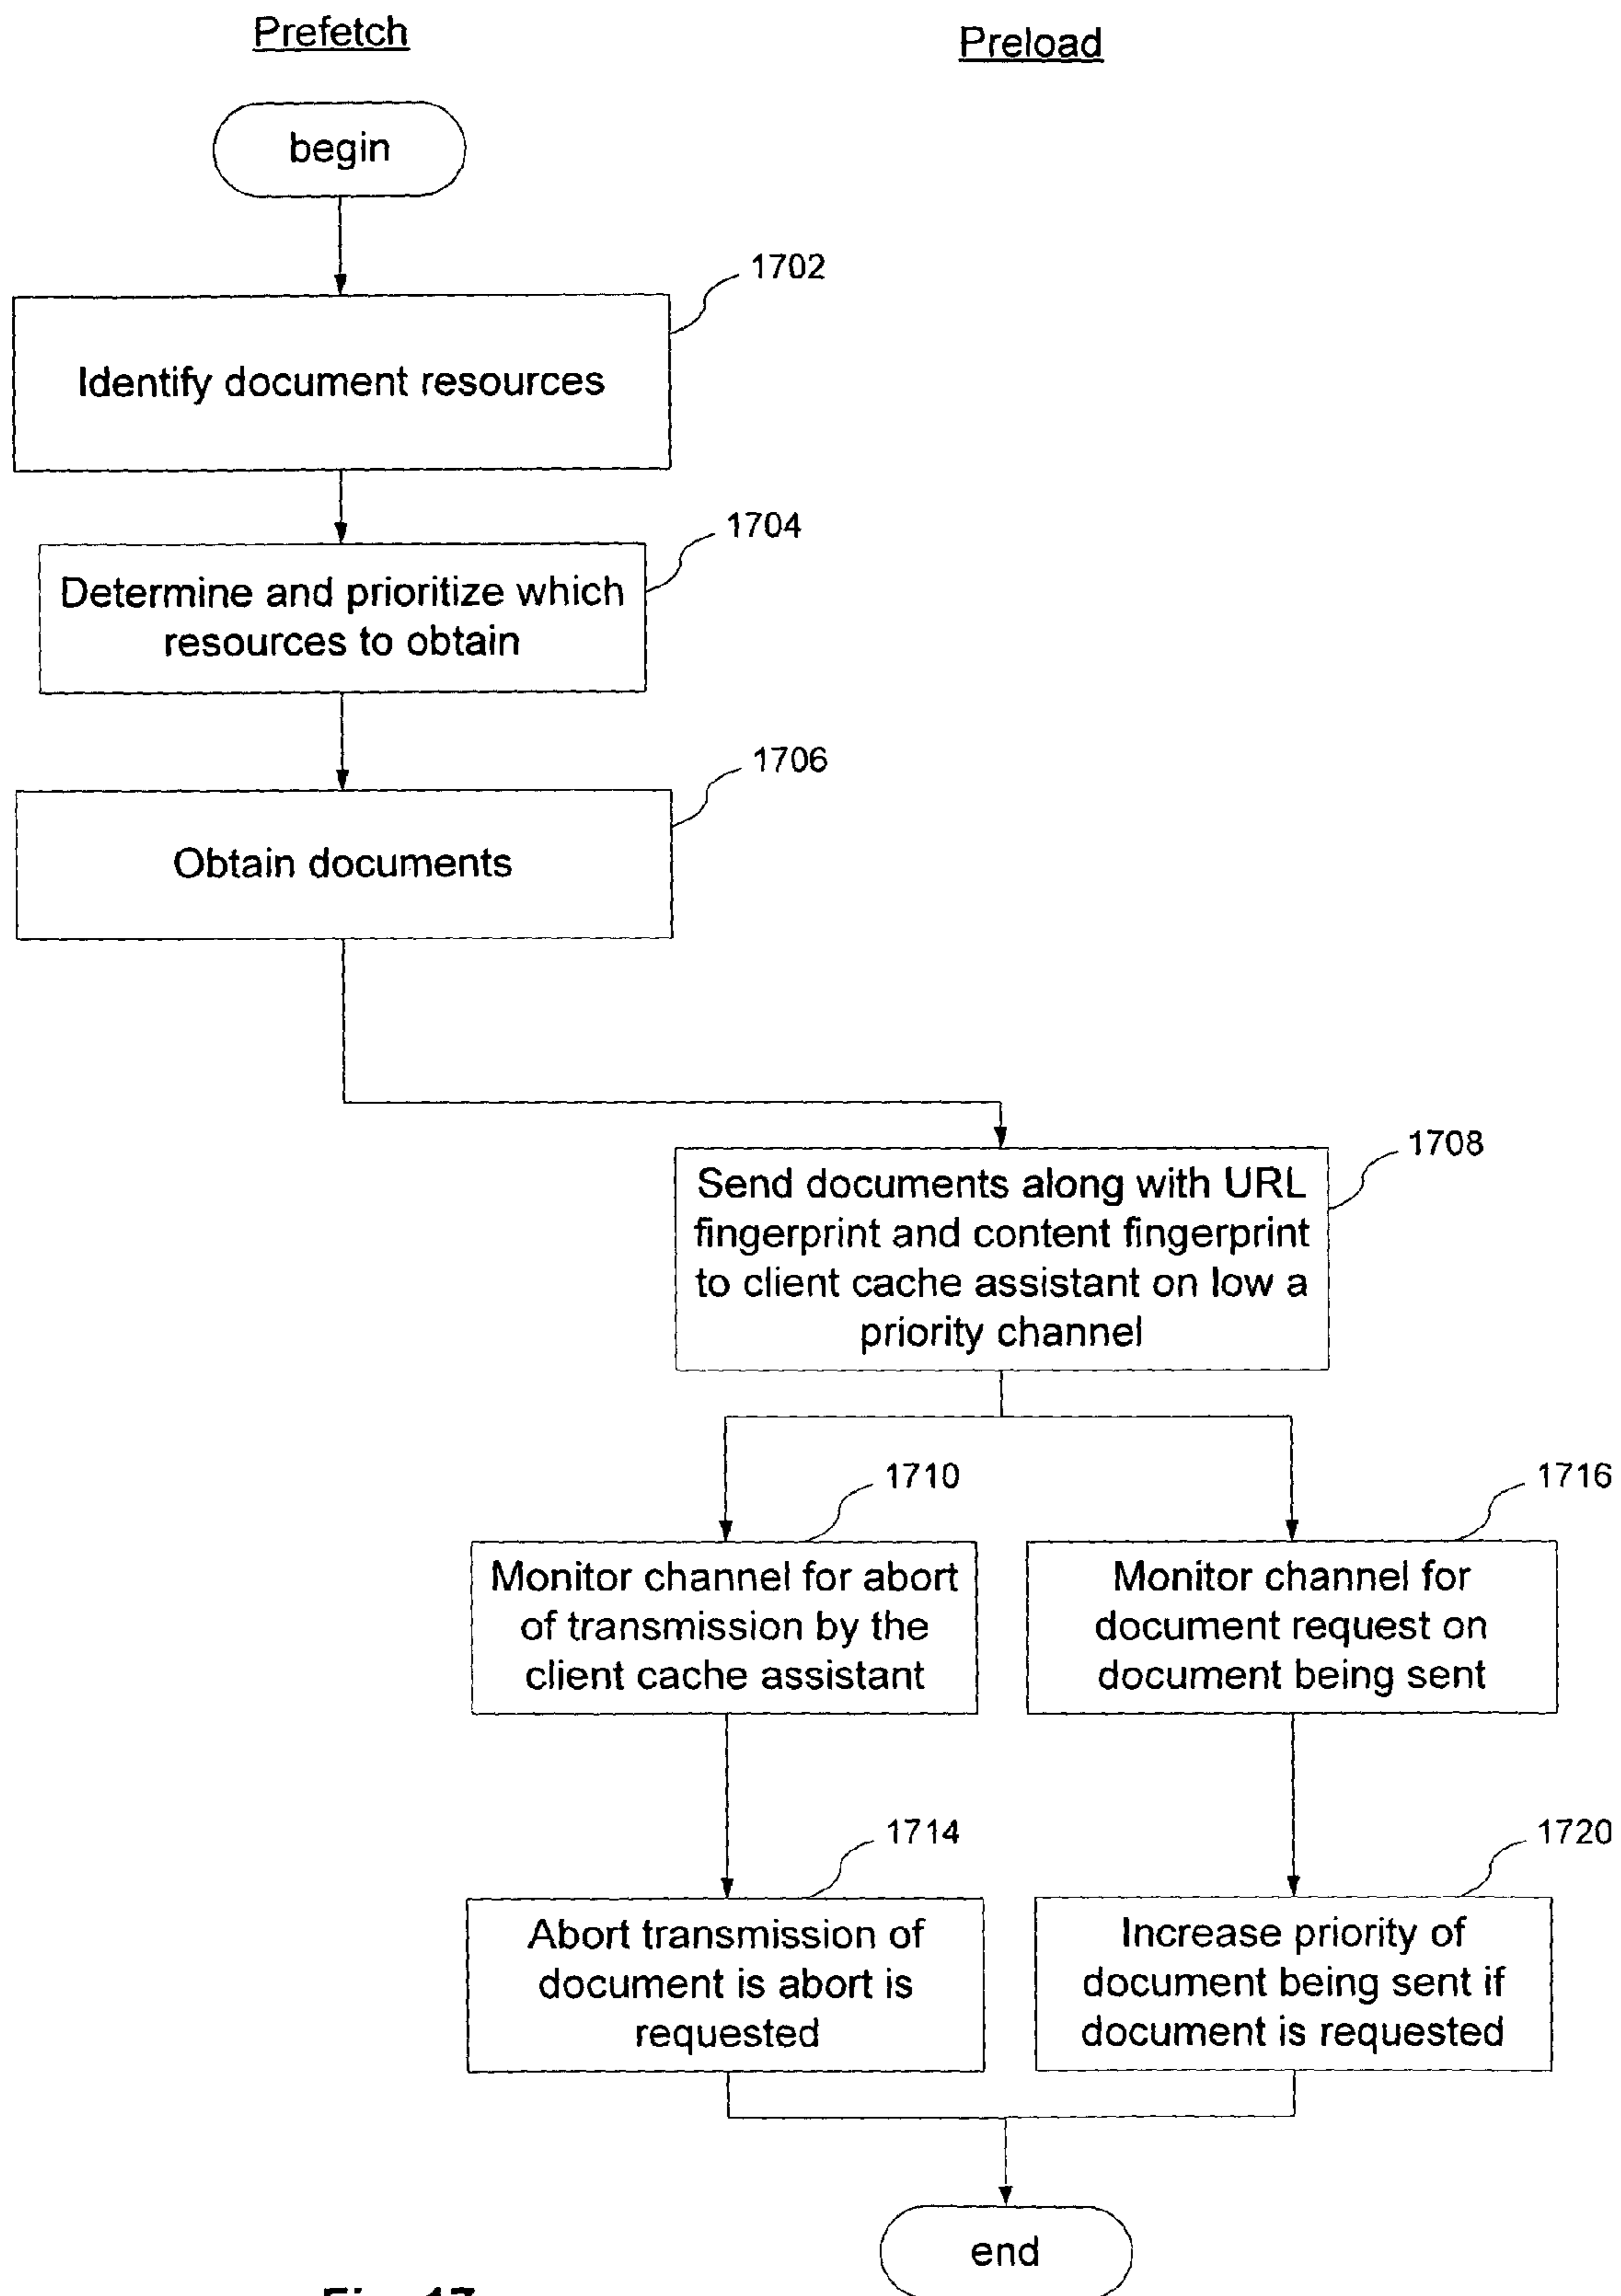 Prefetch
Preload
begin
1702
Identify document resources
1704
Determine and prioritize which
resources to obtain
1706
Obtain documents
1708
Send documents along with URL
fingerprint and content fingerprint
to client cache assistant on low a
priority channel
1710
Monitor channel for abort
of transmission by the
client cache assistant
1716
Monitor channel for
document request on
document being sent
1714
Abort transmission of
document is abort is
requested
1720
Increase priority of
document being sent if
document is requested
end
Fig. 17